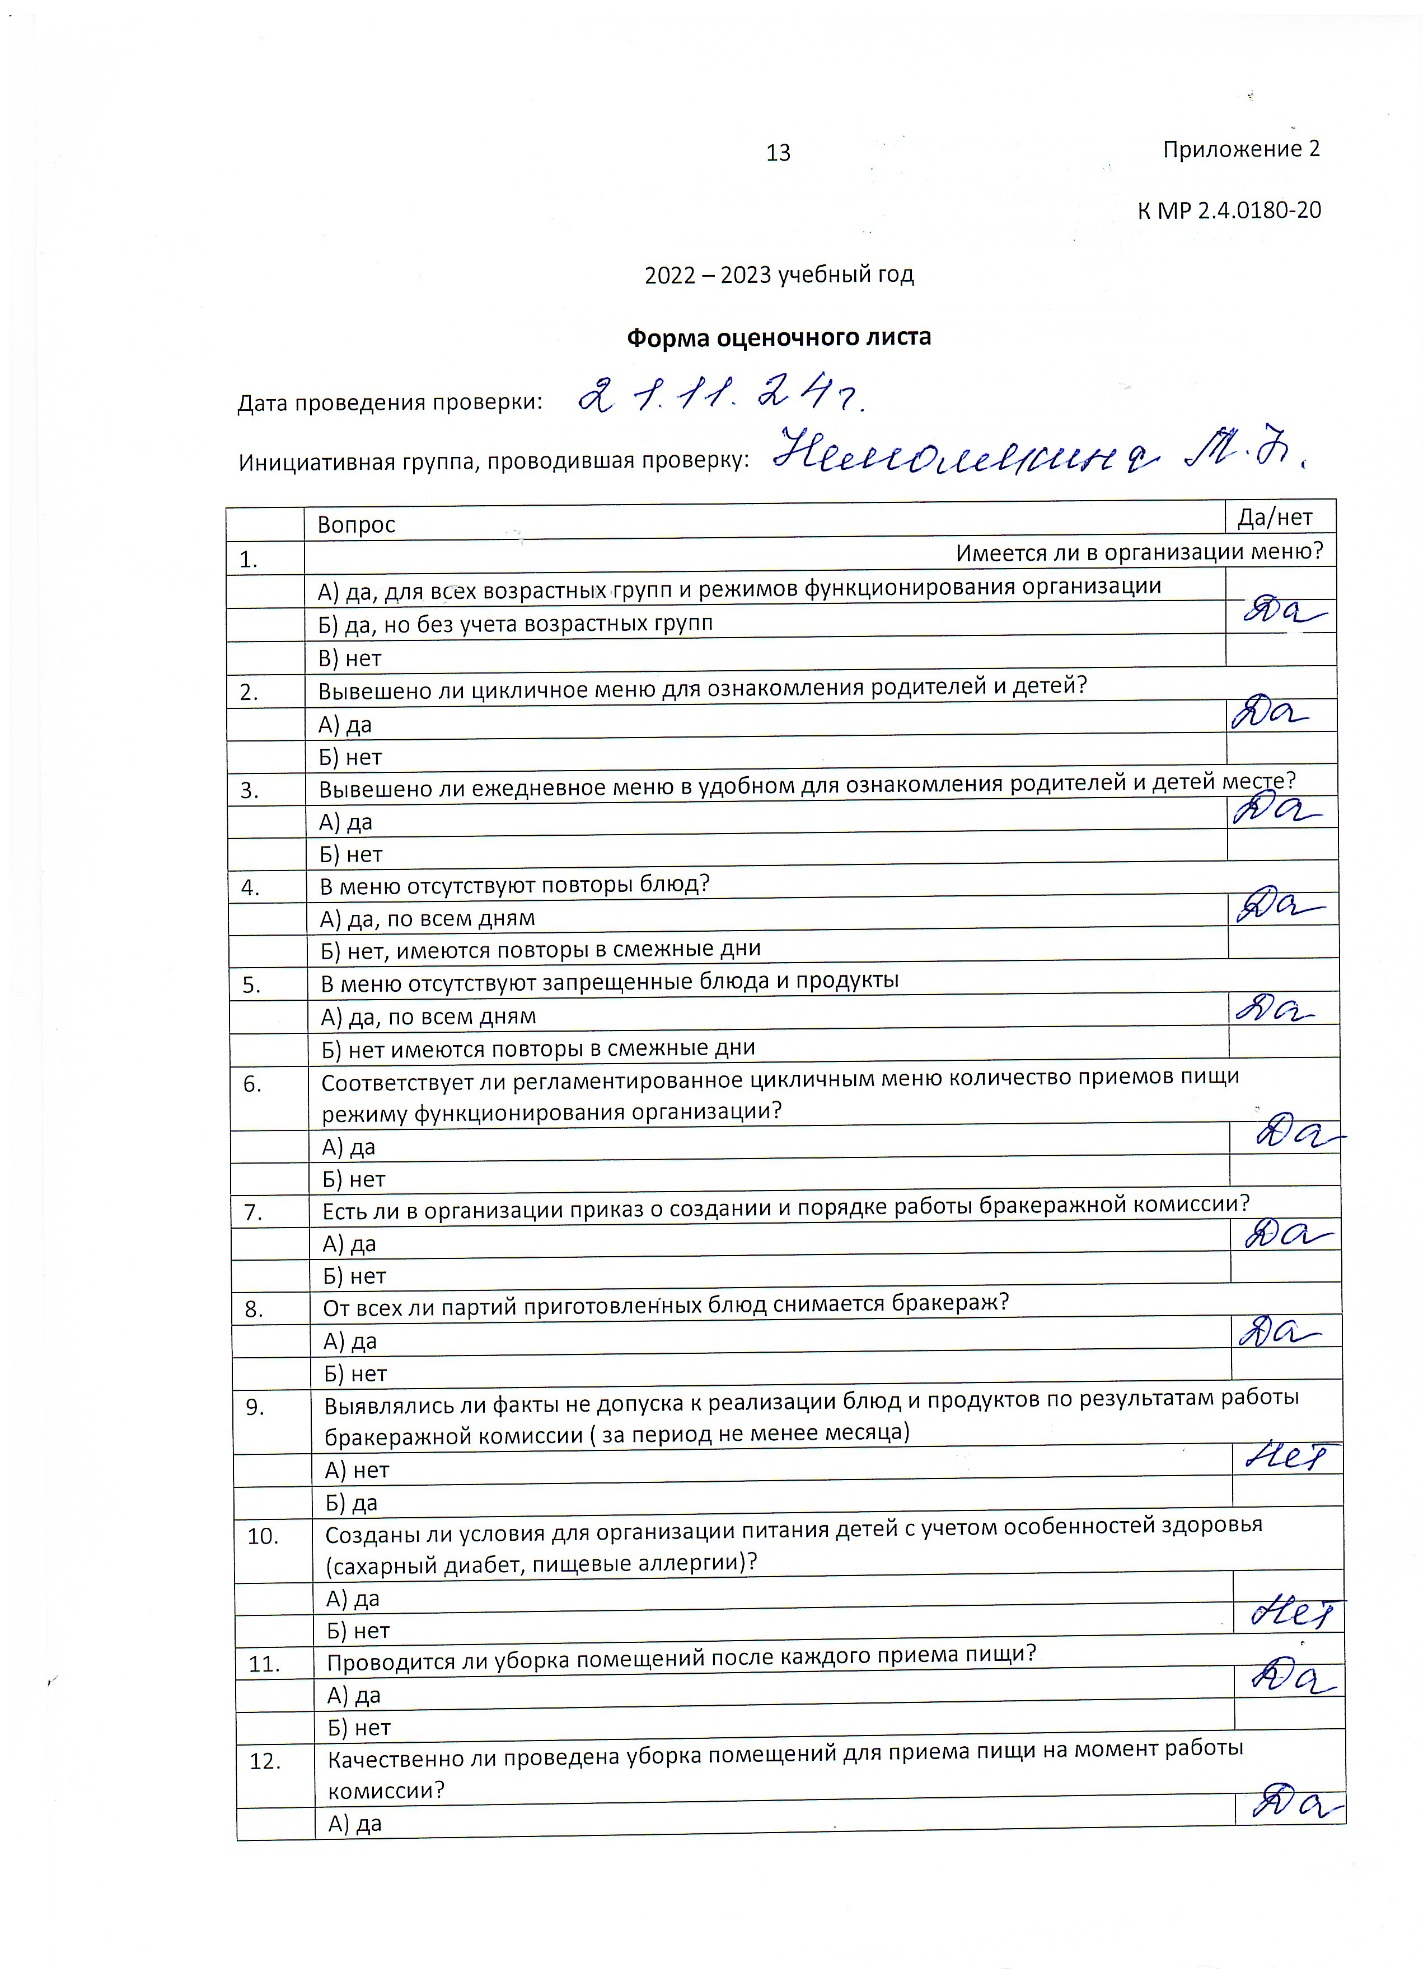 13
Приложение 2
К МР 2.4.0180-20
2022 – 2023 учебный год
Форма оценочного листа
Дата проведения проверки: 21.11.24г.
Инициативная группа, проводившая проверку: М.
Вопрос Да/нет
1. Имеется ли в организации меню?
А) да, для всех возрастных групп и режимов функционирования организации
Б) да, но без учета возрастных групп Да
В) нет
2. Вывешено ли цикличное меню для ознакомления родителей и детей?
А) да Да
Б) нет
3. Вывешено ли ежедневное меню в удобном для ознакомления родителей и детей месте?
А) да Да
Б) нет
4. В меню отсутствуют повторы блюд?
А) да, по всем дням Да
Б) нет, имеются повторы в смежные дни
5. В меню отсутствуют запрещенные блюда и продукты
А) да, по всем дням Да
Б) нет имеются повторы в смежные дни
6. Соответствует ли регламентированное цикличным меню количество приемов пищи
режиму функционирования организации?
А) да Да
Б) нет
7. Есть ли в организации приказ о создании и порядке работы бракеражной комиссии?
А) да Да
Б) нет
8. От всех ли партий приготовленных блюд снимается бракераж?
А) да Да
Б) нет
9. Выявлялись ли факты не допуска к реализации блюд и продуктов по результатам работы
бракеражной комиссии ( за период не менее месяца)
А) нет Нет
Б) да
10. Созданы ли условия для организации питания детей с учетом особенностей здоровья
(сахарный диабет, пищевые аллергии)?
А) да
Б) нет Нет
11. Проводится ли уборка помещений после каждого приема пищи?
А) да Да
Б) нет
12. Качественно ли проведена уборка помещений для приема пищи на момент работы
комиссии?
А) да Да